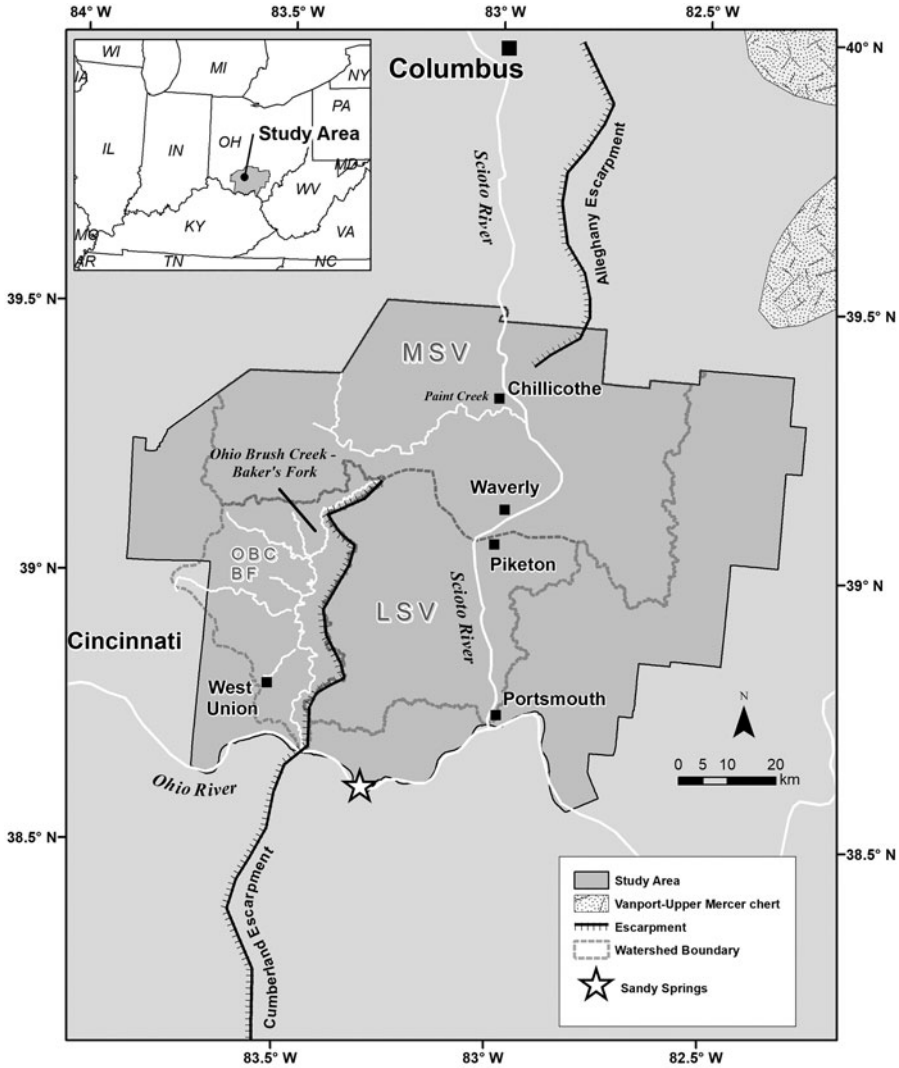 84° W
83.5° W
83° W
82.5° W
40° N
39.5° N
39° N
38.5° N
WI
MI
NY
IA
PA
IL
IN
OH
Study Area
MD
WV
KY
VA
MO
AR
TN
NC
Columbus
Scioto River
Alleghany Escarpment
39.5° N
MSV
Paint Creek
Chillicothe
Ohio Brush Creek -
Baker's Fork
Waverly
39° N
OBC
BF
Piketon
LSV
Scioto River
Cincinnati
West
Union
Portsmouth
N
0 5 10 20
km
Ohio River
38.5° N
Cumberland Escarpment
Study Area
Vanport-Upper Mercer chert
Escarpment
Watershed Boundary
Sandy Springs
84° W
83.5° W
83° W
82.5° W